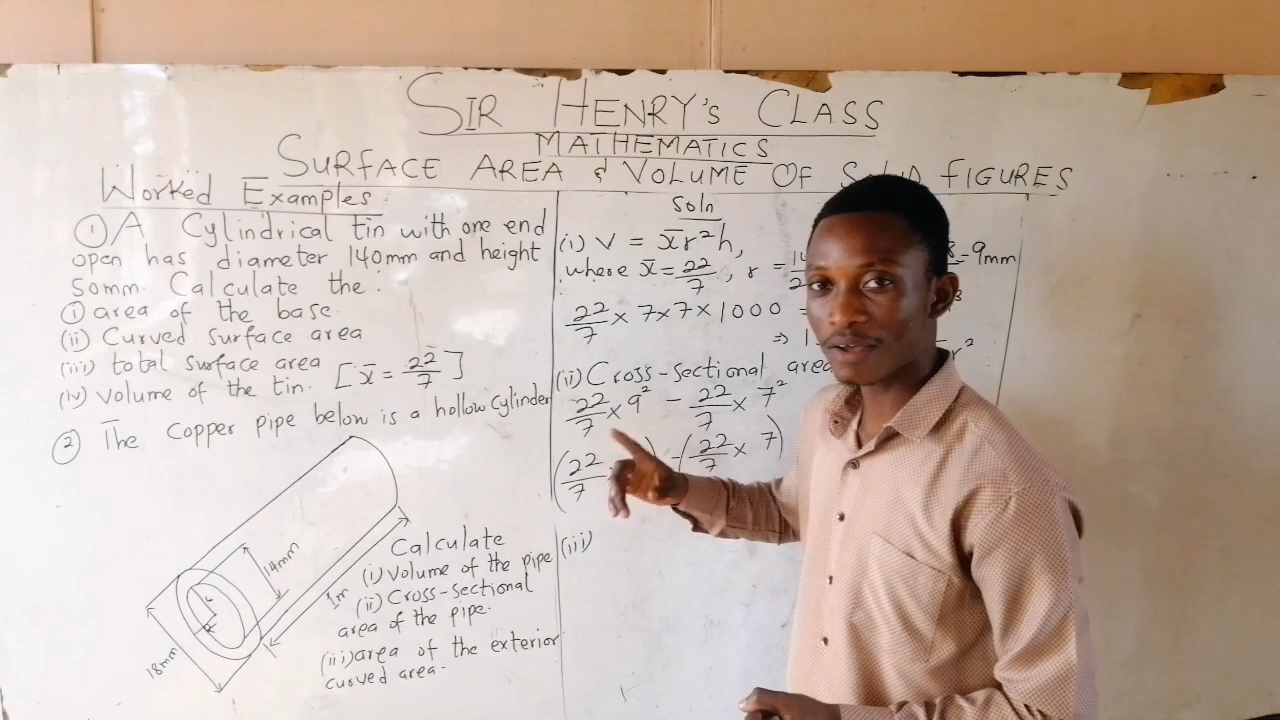 SIR HENRY's CLASS
MATHEMATICS
SURFACE AREA & VOLUME OF FIGURES
Worked Examples
① A Cylindrical tin with one end
open has diameter 140mm and height
50mm. Calculate the:
① area of the base.
(ii) Curved surface area
(iii) total surface area
(iv) volume of the tin. [π = 22/7]
② The Copper pipe below is a hollow cylinder
14mm
1m
18mm
Calculate
(i) Volume of the pipe
(ii) Cross-Sectional
area of the pipe.
(iii) area of the exterior
curved area.
Soln
(i) V = πr²h,
where π = 22/7, r =
= 9mm
22/7 × 7 × 7 × 1000
(ii) Cross-Sectional area
r²
22/7 × 9² - 22/7 × 7²
(22/7 ) - (22/7 × 7)
(iii)